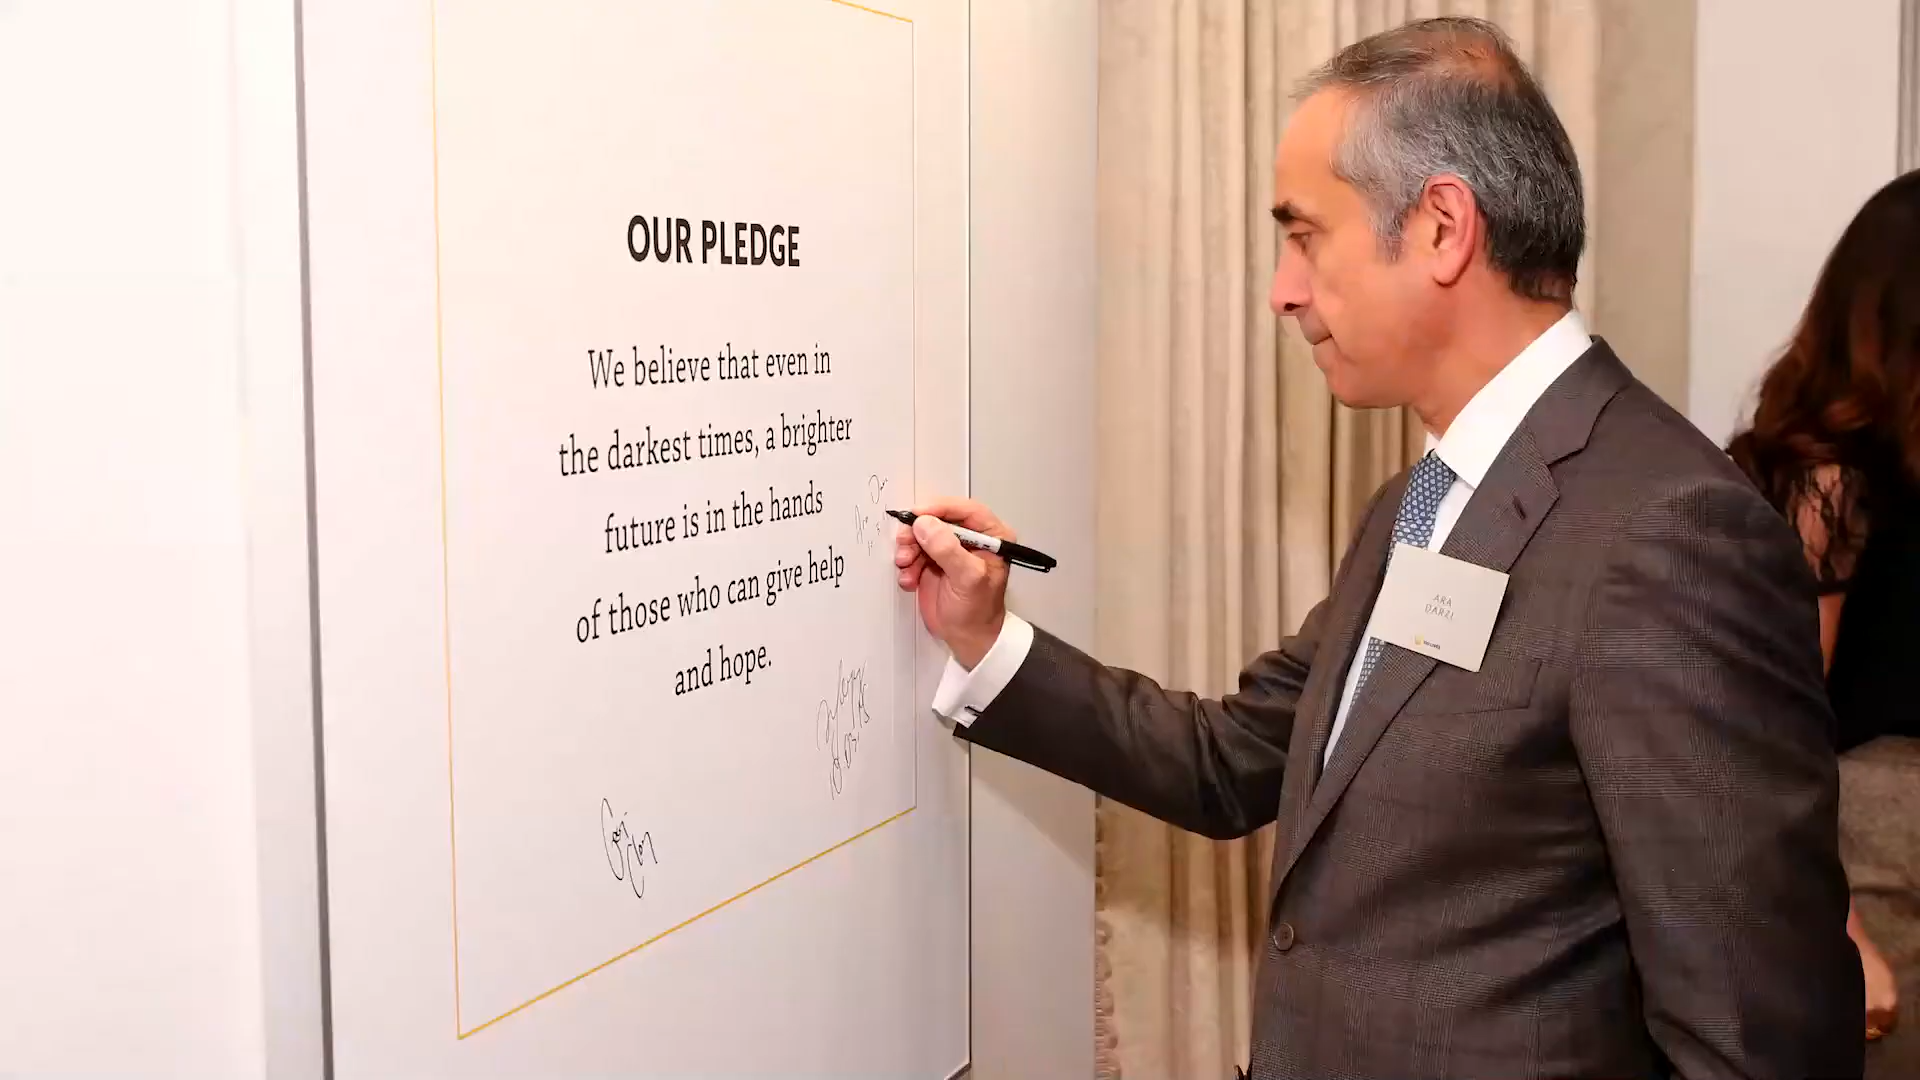 OUR PLEDGE
We believe that even in
the darkest times, a brighter
future is in the hands
of those who can give help
and hope.
ARA
DARZI